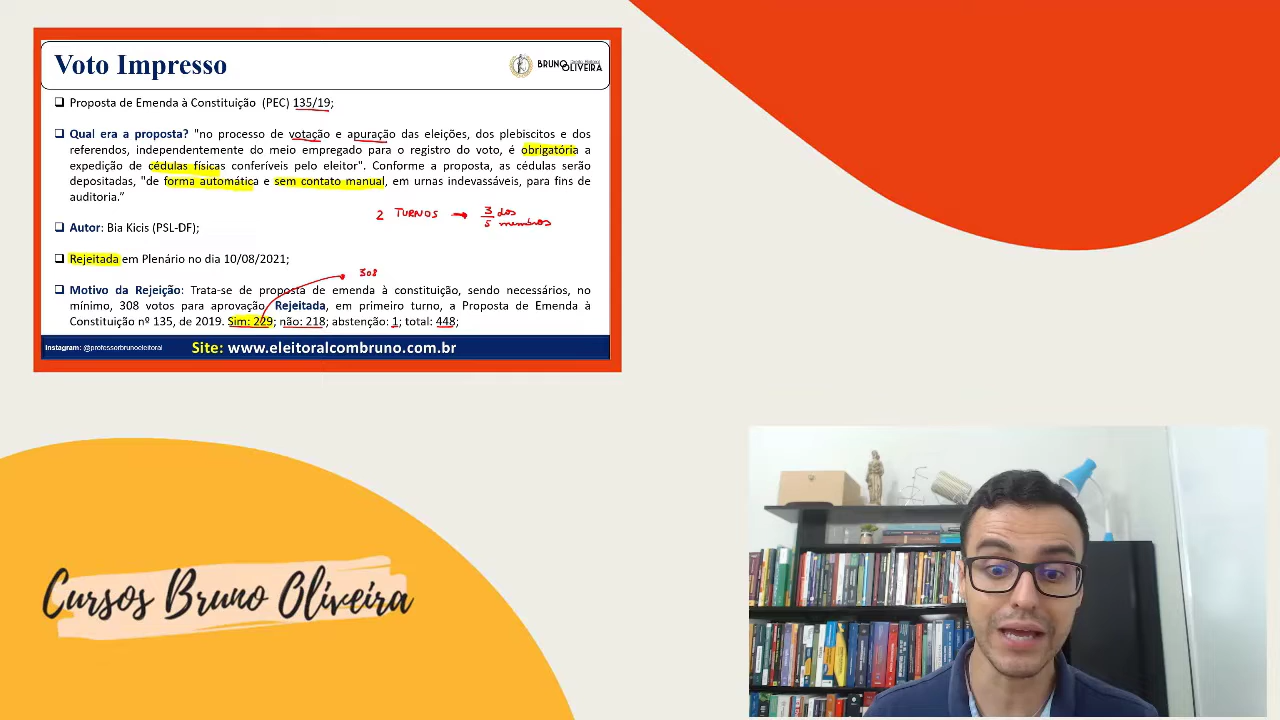 Voto Impresso
BRUNO
OLIVEIRA
Proposta de Emenda à Constituição (PEC) 135/19;
Qual era a proposta? "no processo de votação e apuração das eleições, dos plebiscitos e dos
referendos, independentemente do meio empregado para o registro do voto, é obrigatória a
expedição de cédulas físicas conferíveis pelo eleitor". Conforme a proposta, as cédulas serão
depositadas, "de forma automática e sem contato manual, em urnas indevassáveis, para fins de
auditoria."
2 TURNOS → 3/5 dos membros
Autor: Bia Kicis (PSL-DF);
Rejeitada em Plenário no dia 10/08/2021;
308
Motivo da Rejeição: Trata-se de proposta de emenda à constituição, sendo necessários, no
mínimo, 308 votos para aprovação. Rejeitada, em primeiro turno, a Proposta de Emenda à
Constituição nº 135, de 2019. Sim: 229; não: 218; abstenção: 1; total: 448;
Instagram: @professorbrunoeleitoral
Site: www.eleitoralcombruno.com.br
Cursos Bruno Oliveira